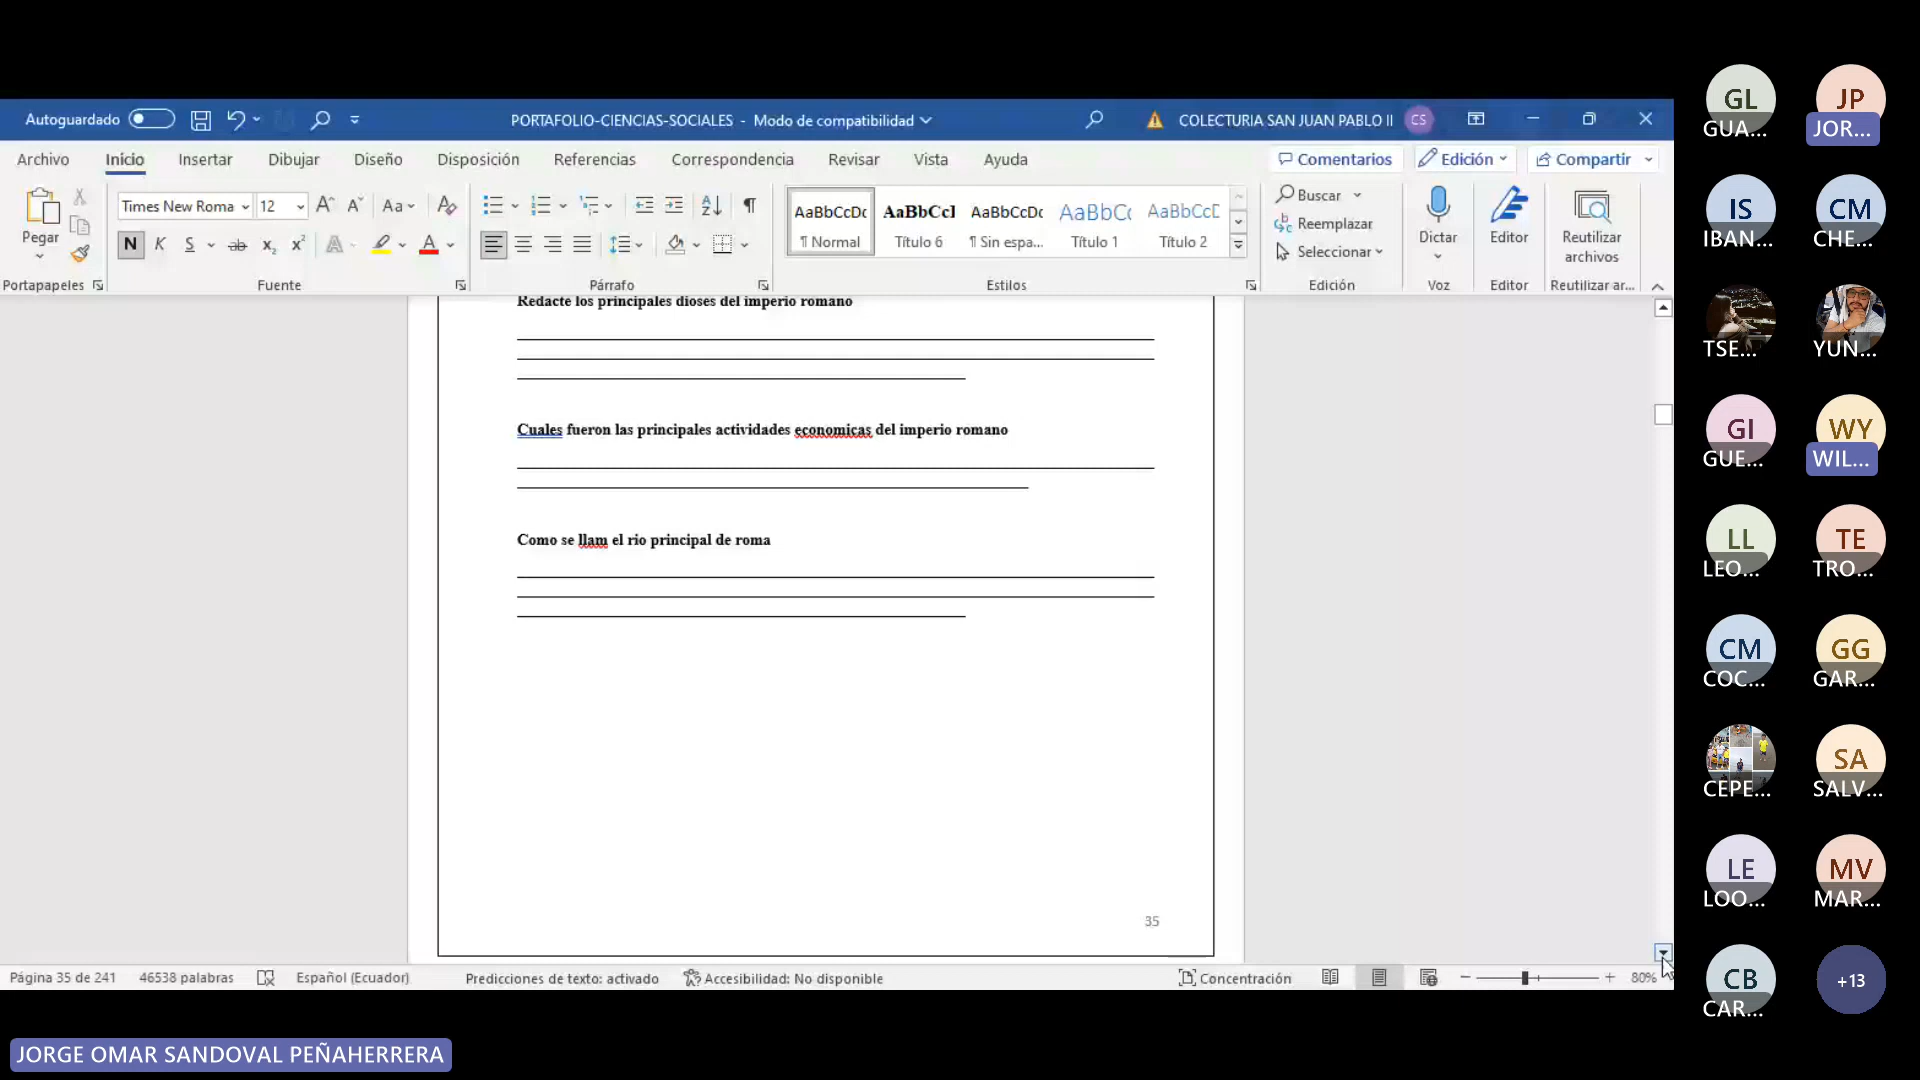 Autoguardado
PORTAFOLIO-CIENCIAS-SOCIALES - Modo de compatibilidad
COLECTURIA SAN JUAN PABLO II CS
Archivo Inicio Insertar Dibujar Diseño Disposición Referencias Correspondencia Revisar Vista Ayuda
Comentarios Edición Compartir
Pegar
Times New Roma 12 Aa
N K S ab x₂ x² A A
AaBbCcDc AaBbCcI AaBbCcDc AaBbCc AaBbCcD
¶ Normal Título 6 ¶ Sin espa... Título 1 Título 2
Buscar
Reemplazar
Seleccionar
Dictar
Editor
Reutilizar archivos
Portapapeles Fuente Párrafo Estilos Edición Voz Editor Reutilizar ar...
Redacte los principales dioses del imperio romano
Cuales fueron las principales actividades economicas del imperio romano
Como se llam el rio principal de roma
35
Página 35 de 241 46538 palabras Español (Ecuador) Predicciones de texto: activado Accesibilidad: No disponible Concentración 80%
JORGE OMAR SANDOVAL PEÑAHERRERA
GL JP
GUA... JOR...
IS CM
IBAN... CHE...
TSE... YUN...
GI WY
GUE... WIL...
LL TE
LEO... TRO...
CM GG
COC... GAR...
SA
CEPE... SALV...
LE MV
LOO... MAR...
CB +13
CAR...